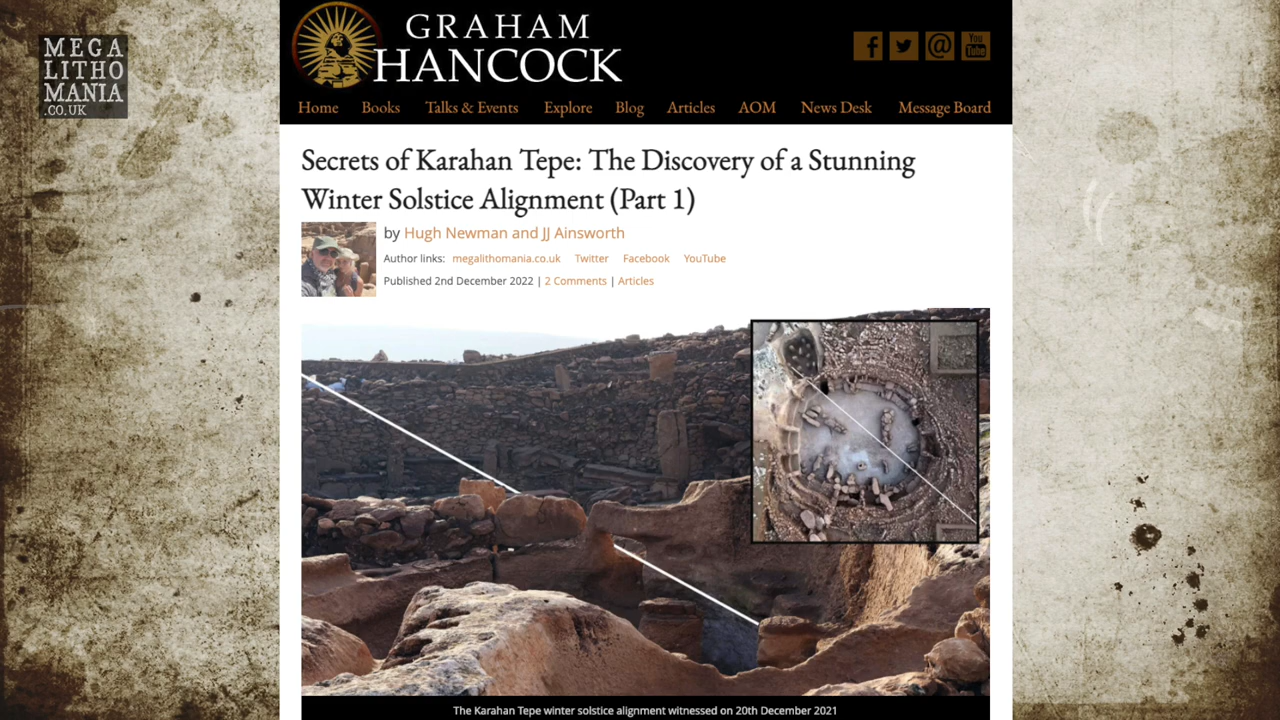 MEGA
LITHO
MANIA
.CO.UK
GRAHAM
HANCOCK
You
Tube
Home Books Talks & Events Explore Blog Articles AOM News Desk Message Board
Secrets of Karahan Tepe: The Discovery of a Stunning
Winter Solstice Alignment (Part 1)
by Hugh Newman and JJ Ainsworth
Author links: megalithomania.co.uk Twitter Facebook YouTube
Published 2nd December 2022 | 2 Comments | Articles
The Karahan Tepe winter solstice alignment witnessed on 20th December 2021